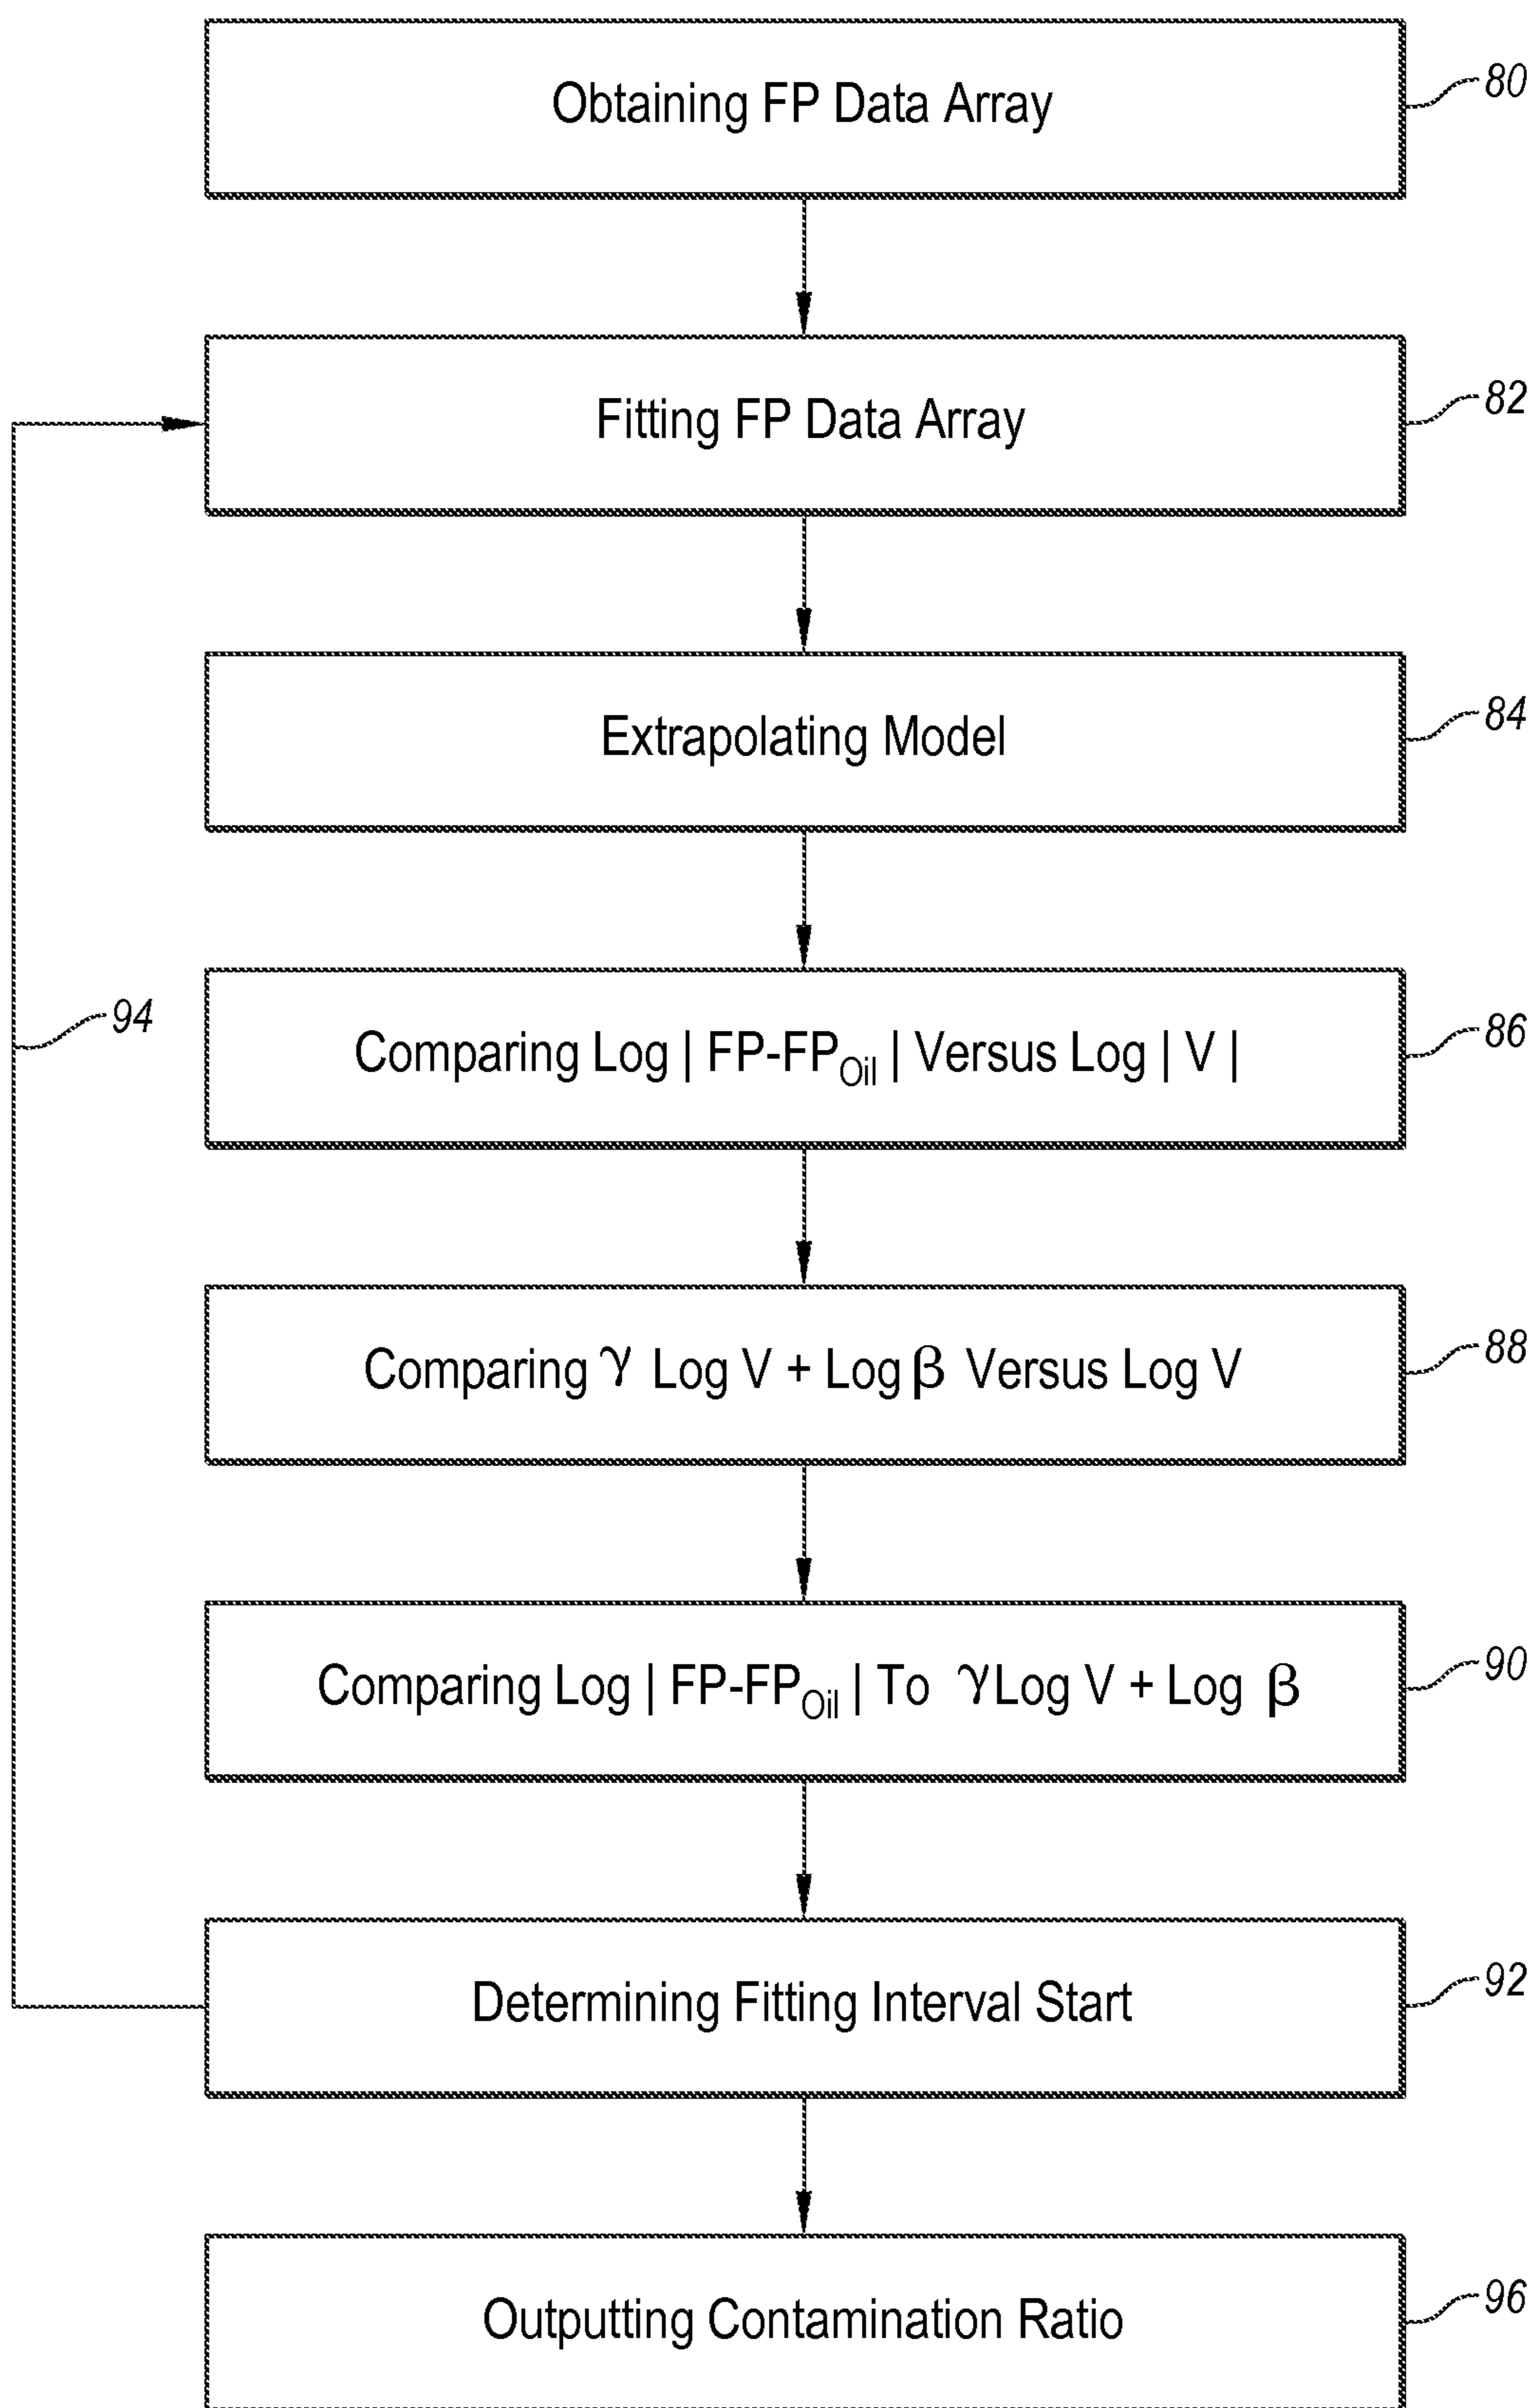 Obtaining FP Data Array
80
Fitting FP Data Array
82
Extrapolating Model
84
Comparing Log | FP-FPOil | Versus Log | V |
86
94
Comparing γ Log V + Log β Versus Log V
88
Comparing Log | FP-FPOil | To γLog V + Log β
90
Determining Fitting Interval Start
92
Outputting Contamination Ratio
96